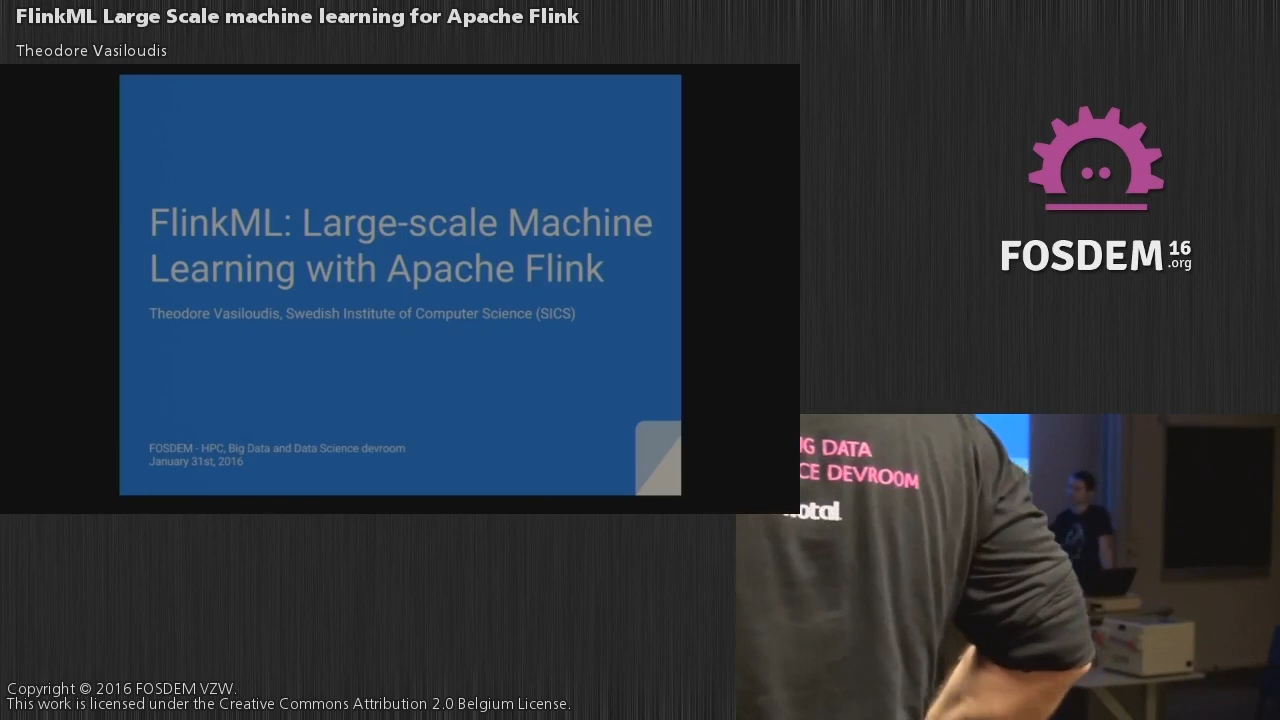 FlinkML Large Scale machine learning for Apache Flink
Theodore Vasiloudis
FlinkML: Large-scale Machine
Learning with Apache Flink
Theodore Vasiloudis, Swedish Institute of Computer Science (SICS)
FOSDEM - HPC, Big Data and Data Science devroom
January 31st, 2016
FOSDEM 16
.org
DATA
DEVROOM
Copyright © 2016 FOSDEM VZW.
This work is licensed under the Creative Commons Attribution 2.0 Belgium License.